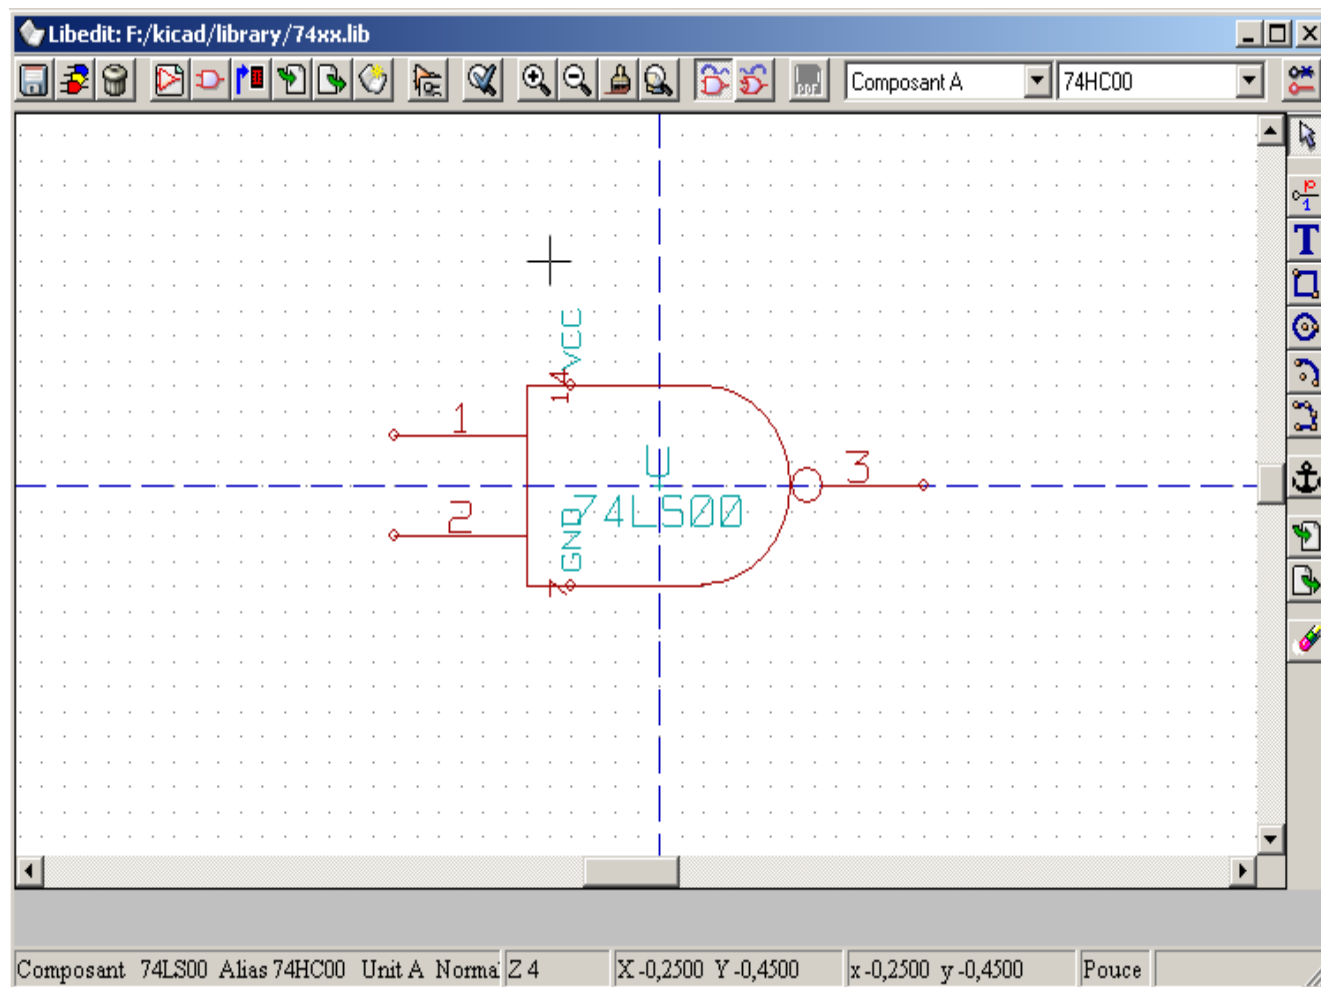 Libedit: F:/kicad/library/74xx.lib
Composant A 74HC00
VCC
14
1
U
3
74LS00
2
GND
7
Composant 74LS00 Alias 74HC00 Unit A Norma Z 4 X -0,2500 Y -0,4500 x -0,2500 y -0,4500 Pouce